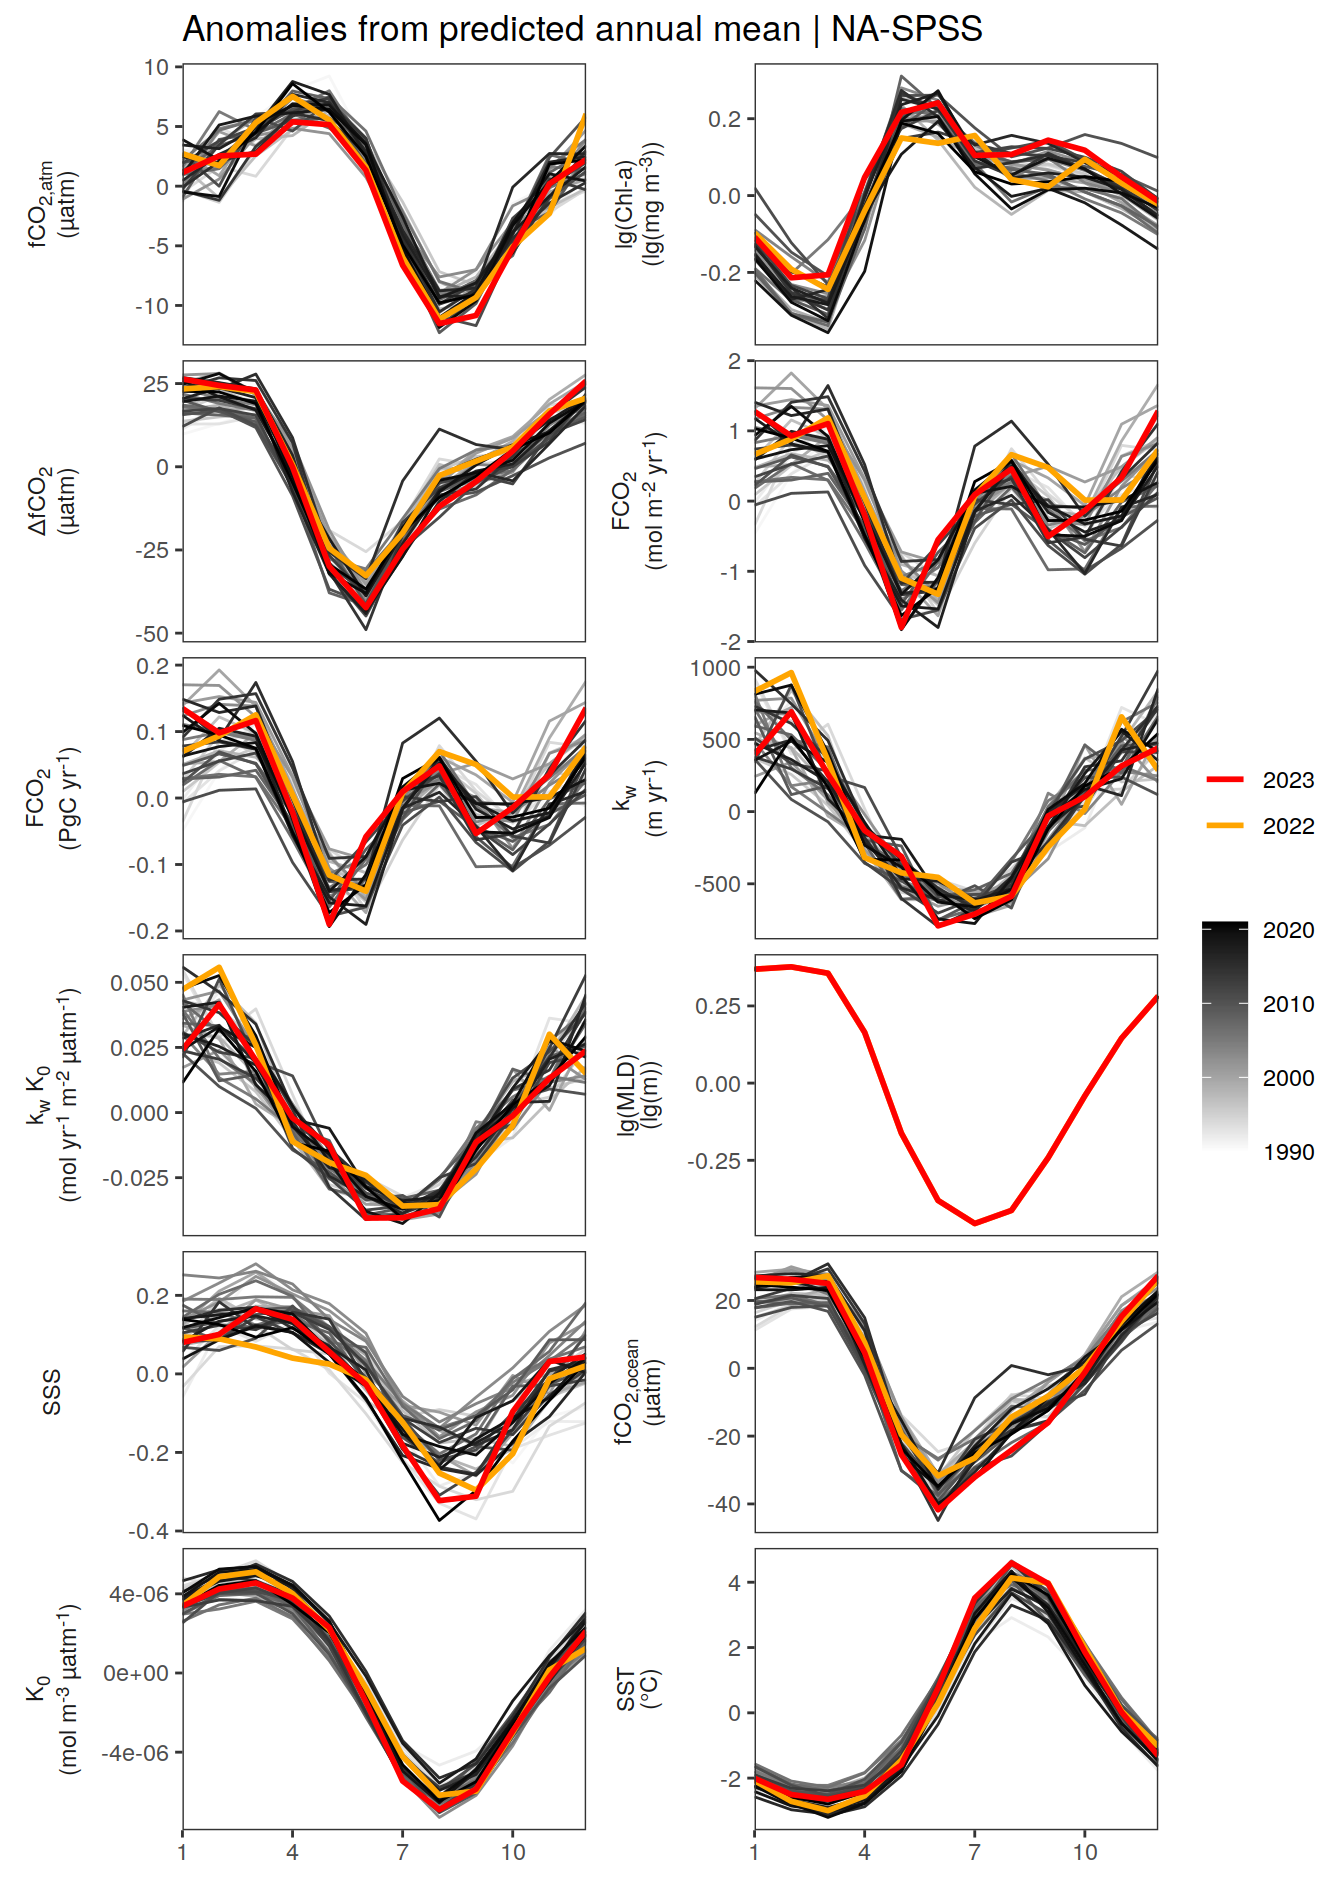 Anomalies from predicted annual mean | NA-SPSS
fCO2,atm
(µatm)
10
5
0
-5
-10
lg(Chl-a)
(lg(mg m-3))
0.2
0.0
-0.2
ΔfCO2
(µatm)
25
0
-25
-50
FCO2
(mol m-2 yr-1)
2
1
0
-1
-2
FCO2
(PgC yr-1)
0.2
0.1
0.0
-0.1
-0.2
kw
(m yr-1)
1000
500
0
-500
kw K0
(mol yr-1 m-2 µatm-1)
0.050
0.025
0.000
-0.025
lg(MLD)
(lg(m))
0.25
0.00
-0.25
SSS
0.2
0.0
-0.2
-0.4
fCO2,ocean
(µatm)
20
0
-20
-40
K0
(mol m-3 µatm-1)
4e-06
0e+00
-4e-06
SST
(°C)
4
2
0
-2
1 4 7 10
1 4 7 10
2023
2022
2020
2010
2000
1990